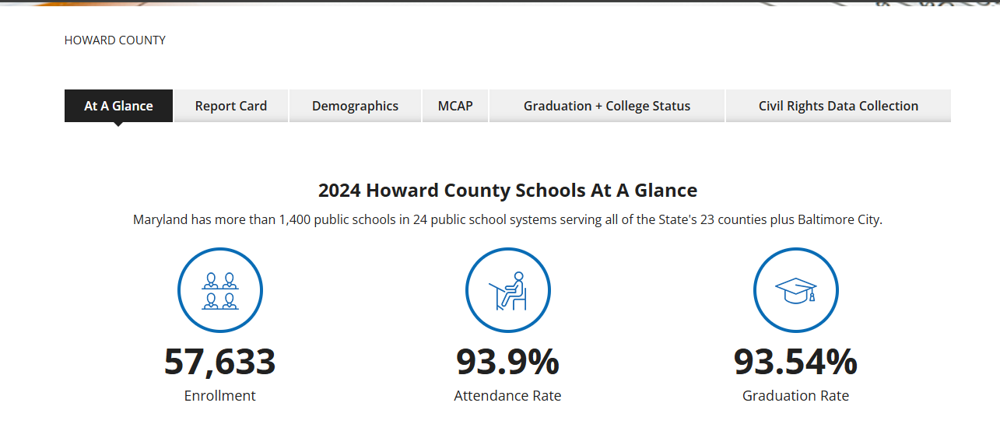 HOWARD COUNTY
At A Glance
Report Card
Demographics
MCAP
Graduation + College Status
Civil Rights Data Collection
2024 Howard County Schools At A Glance
Maryland has more than 1,400 public schools in 24 public school systems serving all of the State's 23 counties plus Baltimore City.
57,633
Enrollment
93.9%
Attendance Rate
93.54%
Graduation Rate